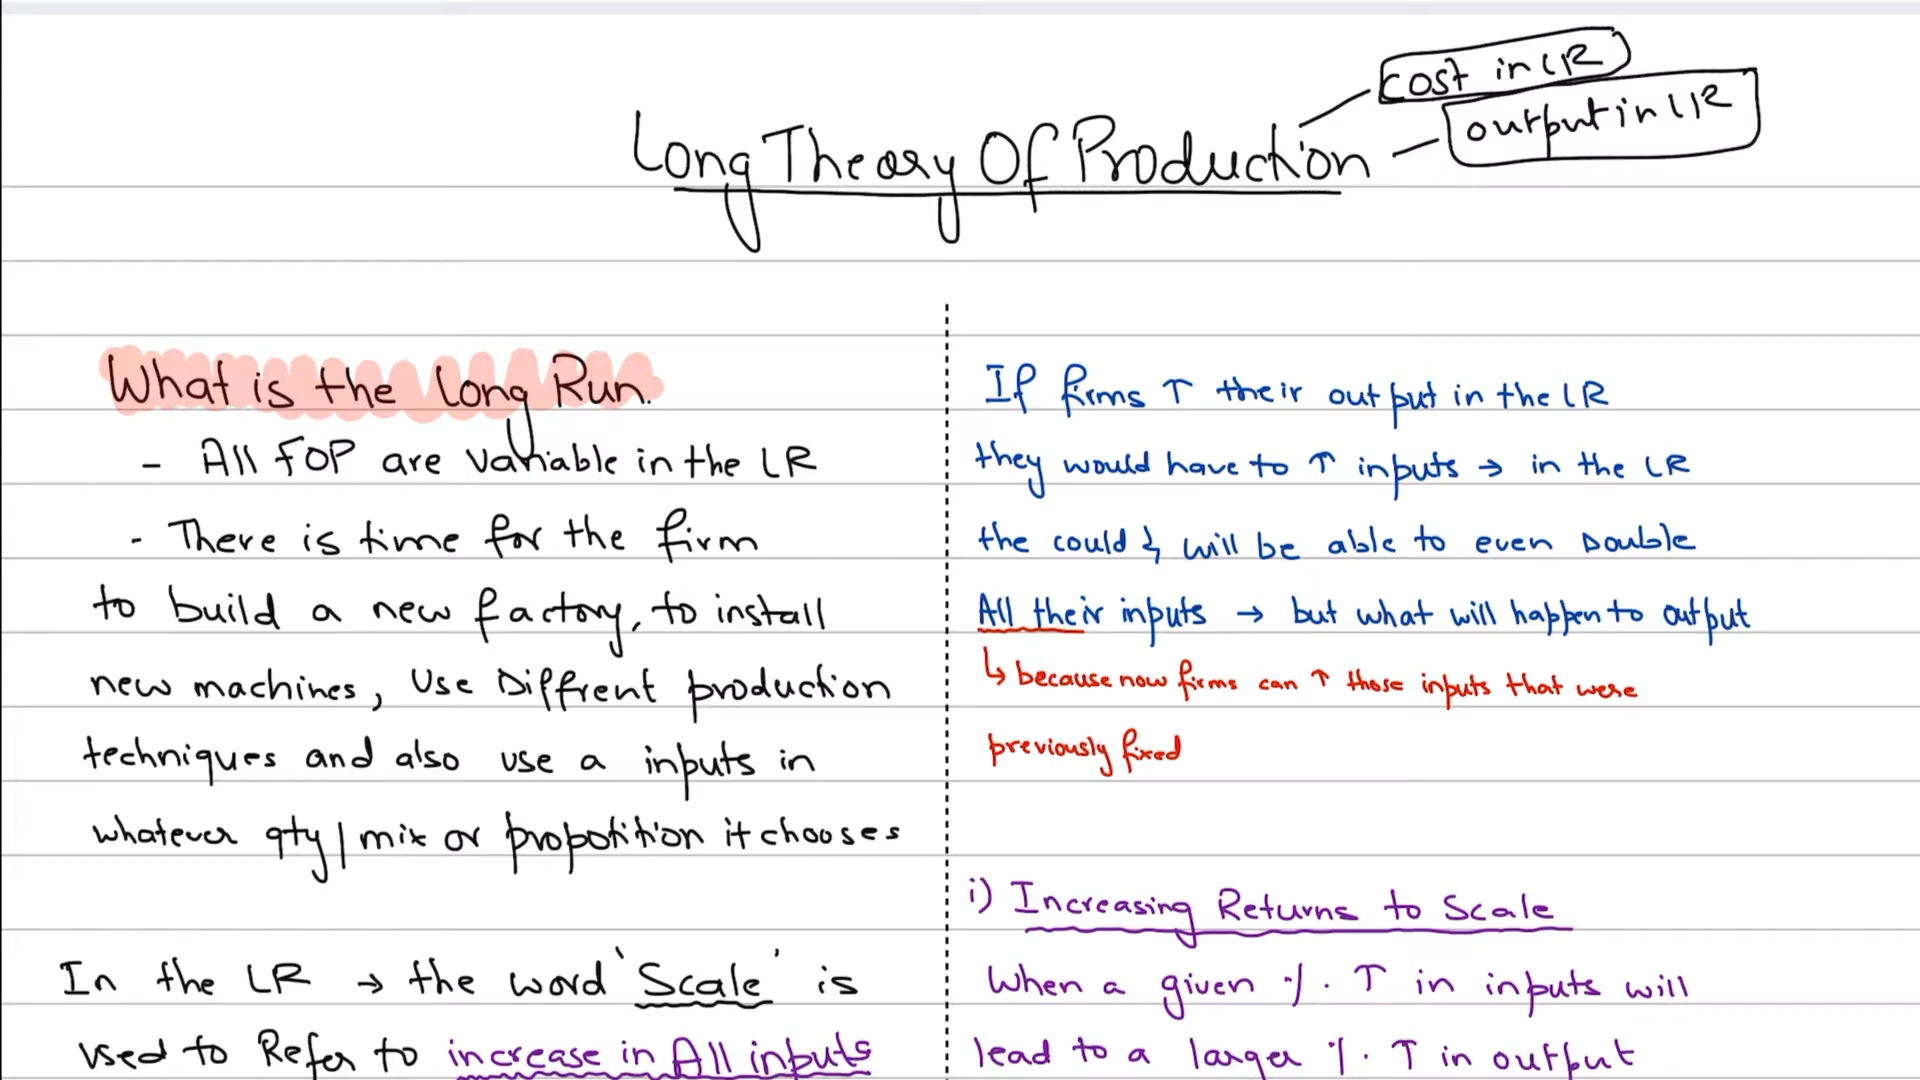 cost in LR
output in LR
Long Theory Of Production
What is the Long Run.
- All FOP are variable in the LR
- There is time for the firm
to build a new factory, to install
new machines, Use Diffrent production
techniques and also use a inputs in
whatever qty/mix or propotition it chooses
In the LR → the word 'Scale' is
used to Refer to increase in All inputs
If firms ↑ their output in the LR
they would have to ↑ inputs → in the LR
the could & will be able to even Double
All their inputs → but what will happen to output
↳ because now firms can ↑ those inputs that were
previously fixed
i) Increasing Returns to Scale
When a given %. ↑ in inputs will
lead to a larger %. ↑ in output